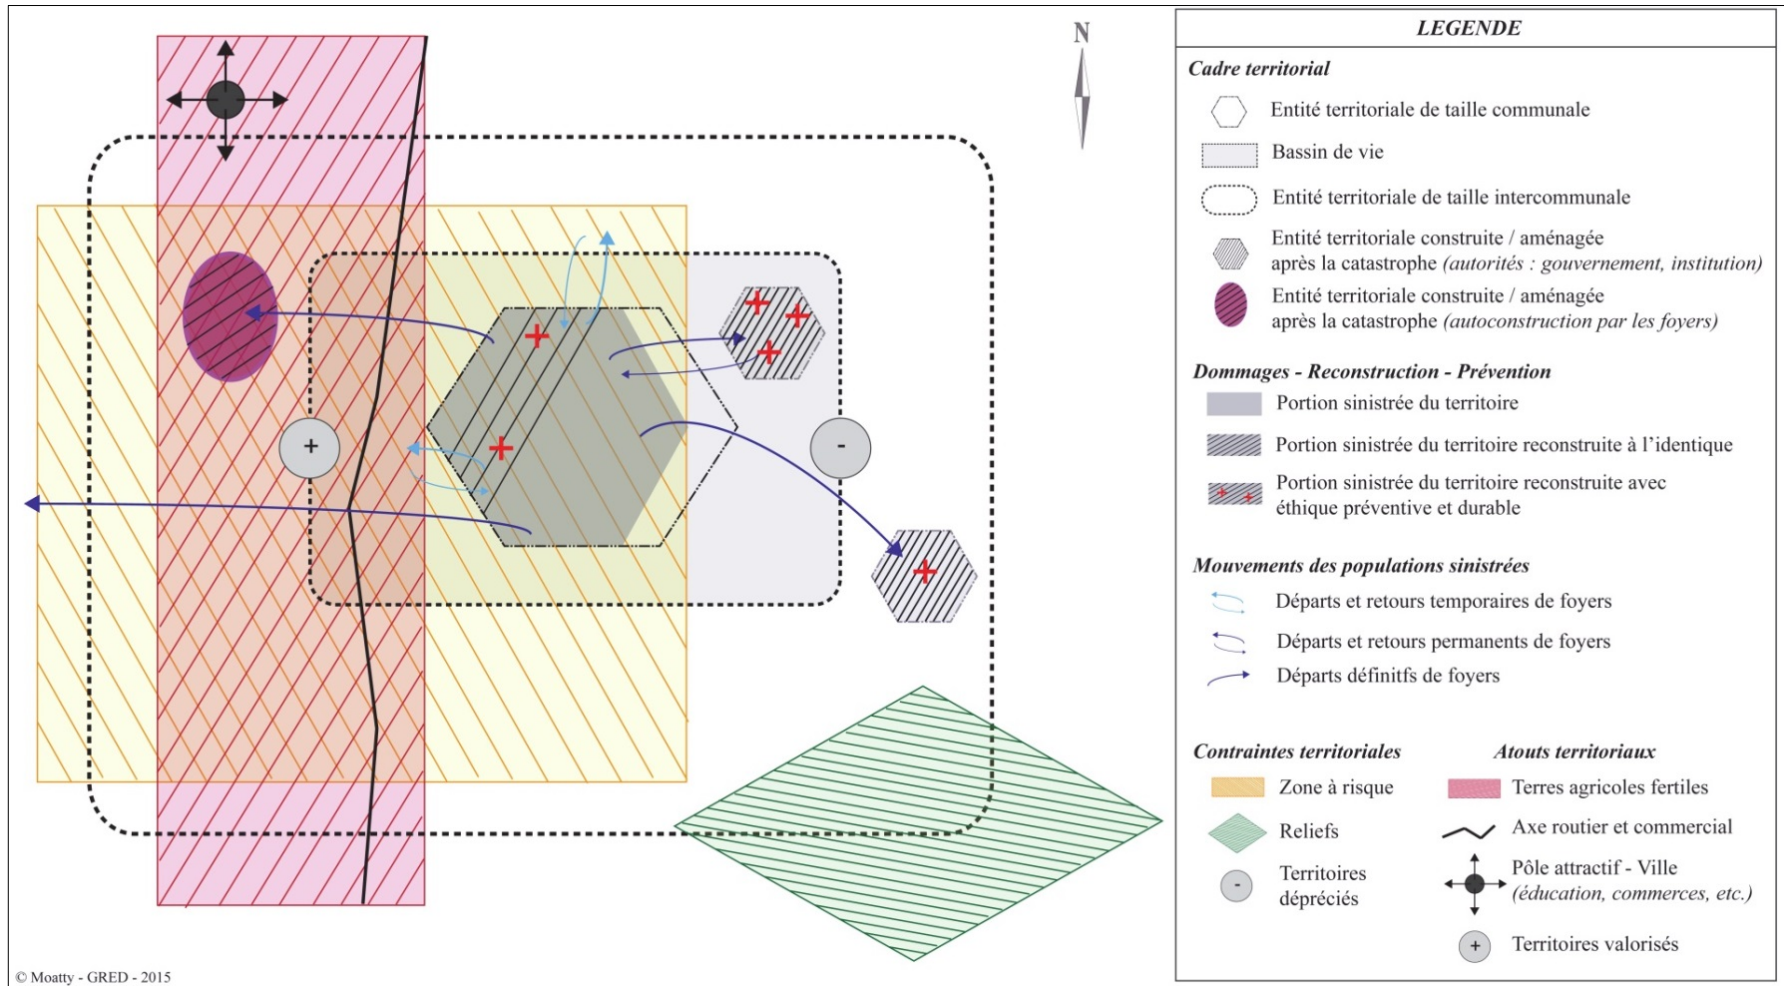 N
+
-
© Moatty - GRED - 2015
LEGENDE
Cadre territorial
Entité territoriale de taille communale
Bassin de vie
Entité territoriale de taille intercommunale
Entité territoriale construite / aménagée
après la catastrophe (autorités : gouvernement, institution)
Entité territoriale construite / aménagée
après la catastrophe (autoconstruction par les foyers)
Dommages - Reconstruction - Prévention
Portion sinistrée du territoire
Portion sinistrée du territoire reconstruite à l'identique
Portion sinistrée du territoire reconstruite avec
éthique préventive et durable
Mouvements des populations sinistrées
Départs et retours temporaires de foyers
Départs et retours permanents de foyers
Départs définitfs de foyers
Contraintes territoriales
Zone à risque
Reliefs
-
Territoires
dépréciés
Atouts territoriaux
Terres agricoles fertiles
Axe routier et commercial
Pôle attractif - Ville
(éducation, commerces, etc.)
+
Territoires valorisés